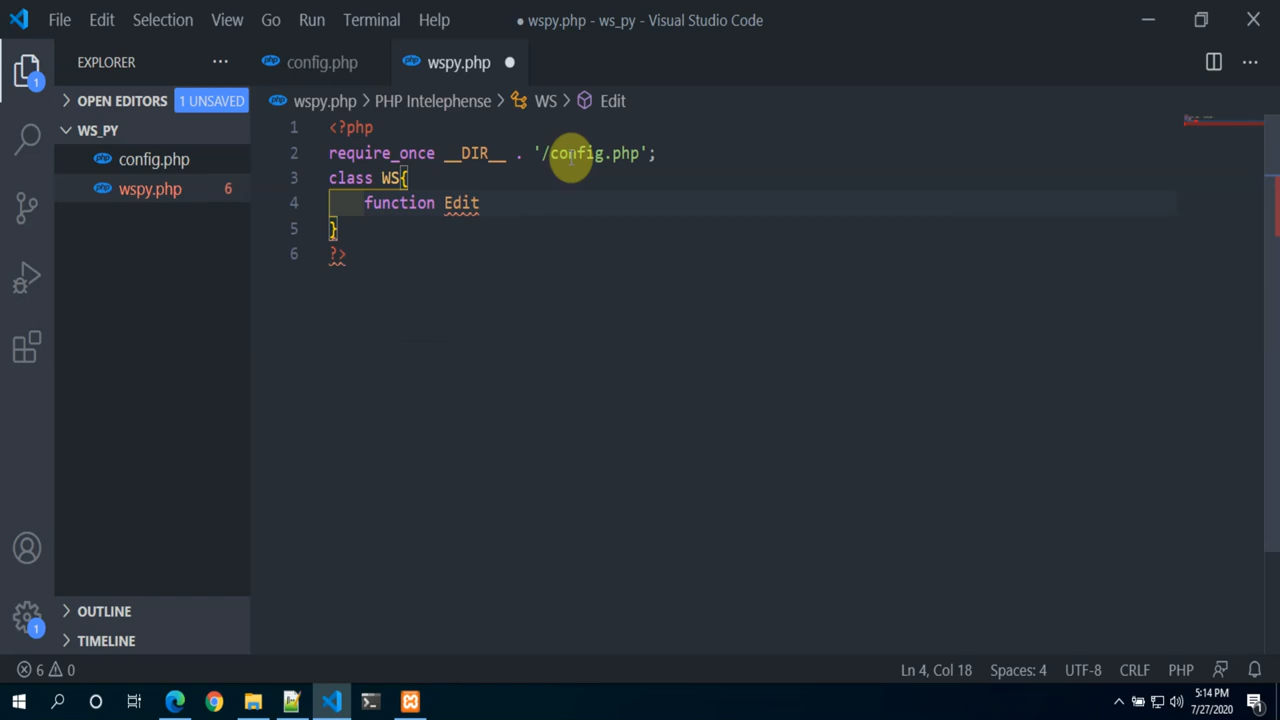 File Edit Selection View Go Run Terminal Help ● wspy.php - ws_py - Visual Studio Code
EXPLORER ...
config.php
wspy.php
OPEN EDITORS 1 UNSAVED
WS_PY
config.php
wspy.php 6
OUTLINE
TIMELINE
wspy.php > PHP Intelephense > WS > Edit
1 <?php
2 require_once __DIR__ . '/config.php';
3 class WS{
4 function Edit
5 }
6 ?>
1
1
6 0 Ln 4, Col 18 Spaces: 4 UTF-8 CRLF PHP
5:14 PM
7/27/2020
1